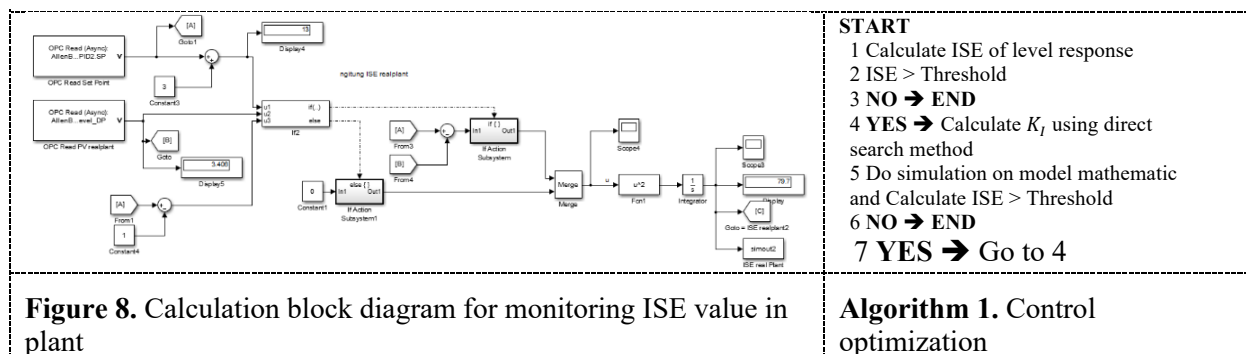 OPC Read (Async):
AllenB...PID2.SP
V
OPC Read Set Point
[A]
Goto1
13
Display4
3
Constant3
ngitung ISE realplant
OPC Read (Async):
AllenB...evel_DP
V
OPC Read PV realplant
[B]
Goto
3.406
Display5
u1
u2
u3
if(..)
else
If2
[A]
From1
1
Constant4
0
Constant1
else { }
In1 Out1
If Action
Subsystem1
[A]
From3
[B]
From4
if { }
In1 Out1
If Action
Subsystem
Merge
Merge
Scope4
u
u^2
Fcn1
1
s
Integrator
Scope3
79.7
Display
[C]
Goto = ISE realplant2
simout2
ISE real Plant
START
1 Calculate ISE of level response
2 ISE > Threshold
3 NO ➔ END
4 YES ➔ Calculate K_I using direct
search method
5 Do simulation on model mathematic
and Calculate ISE > Threshold
6 NO ➔ END
7 YES ➔ Go to 4
Figure 8. Calculation block diagram for monitoring ISE value in
plant
Algorithm 1. Control
optimization